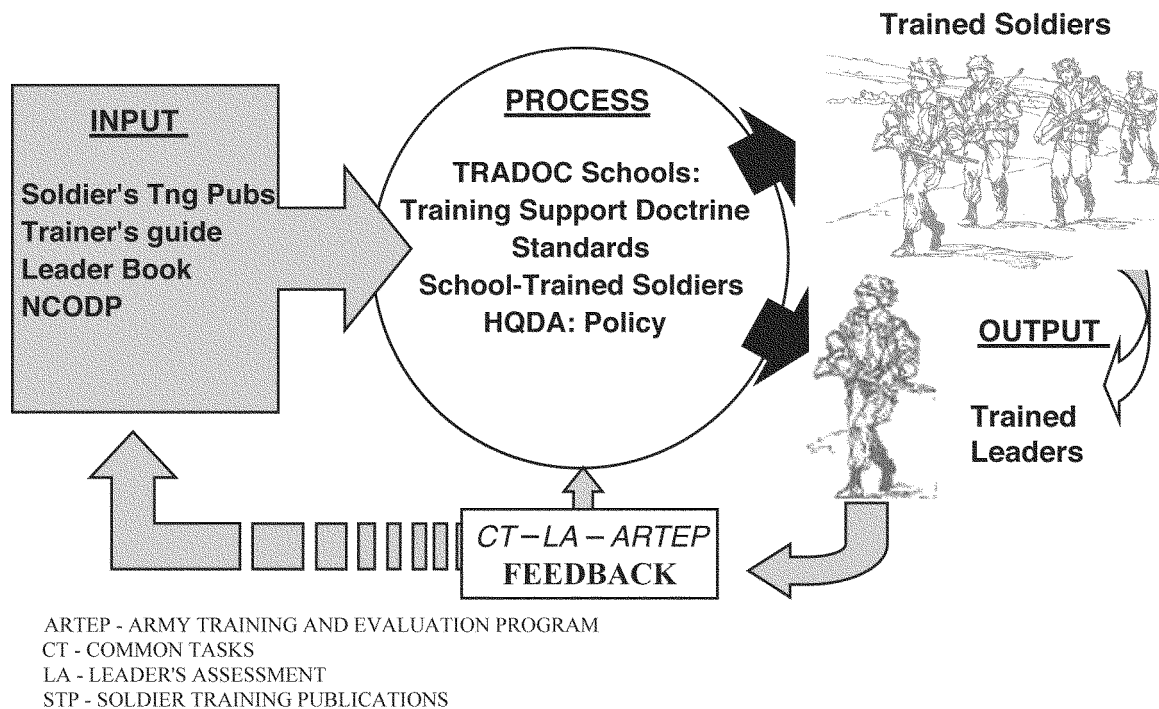 Trained Soldiers
INPUT
Soldier's Tng Pubs
Trainer's guide
Leader Book
NCODP
PROCESS
TRADOC Schools:
Training Support Doctrine
Standards
School-Trained Soldiers
HQDA: Policy
OUTPUT
Trained
Leaders
CT–LA–ARTEP
FEEDBACK
ARTEP - ARMY TRAINING AND EVALUATION PROGRAM
CT - COMMON TASKS
LA - LEADER'S ASSESSMENT
STP - SOLDIER TRAINING PUBLICATIONS